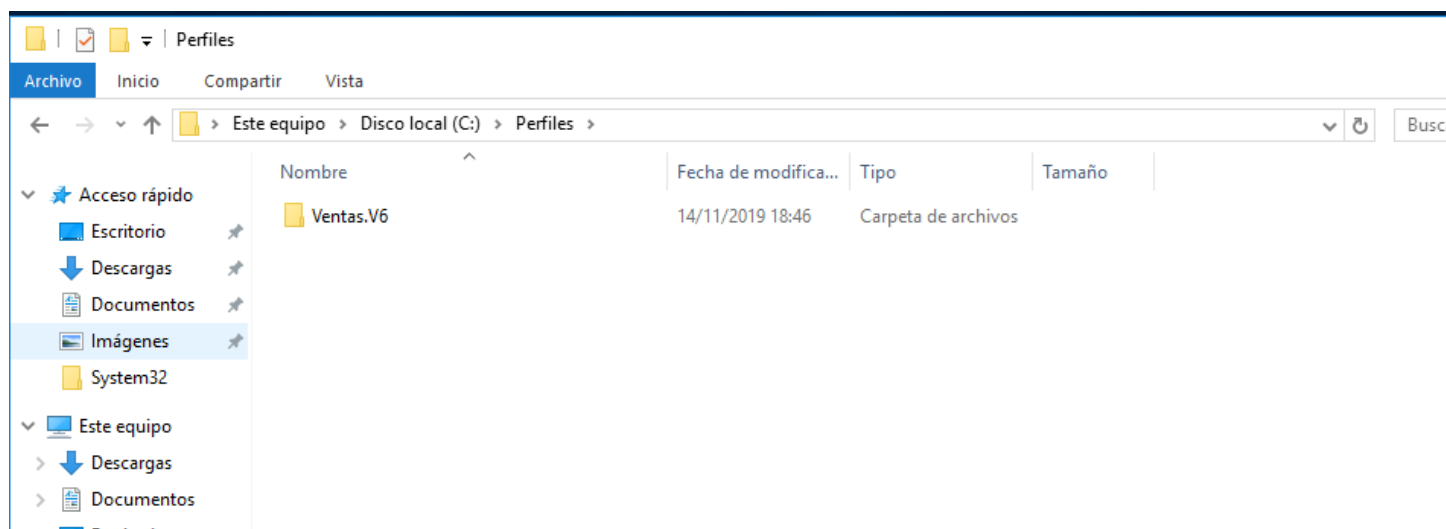 Perfiles
Archivo Inicio Compartir Vista
Este equipo > Disco local (C:) > Perfiles >
Busc
Nombre Fecha de modifica... Tipo Tamaño
Acceso rápido
Ventas.V6 14/11/2019 18:46 Carpeta de archivos
Escritorio
Descargas
Documentos
Imágenes
System32
Este equipo
Descargas
Documentos